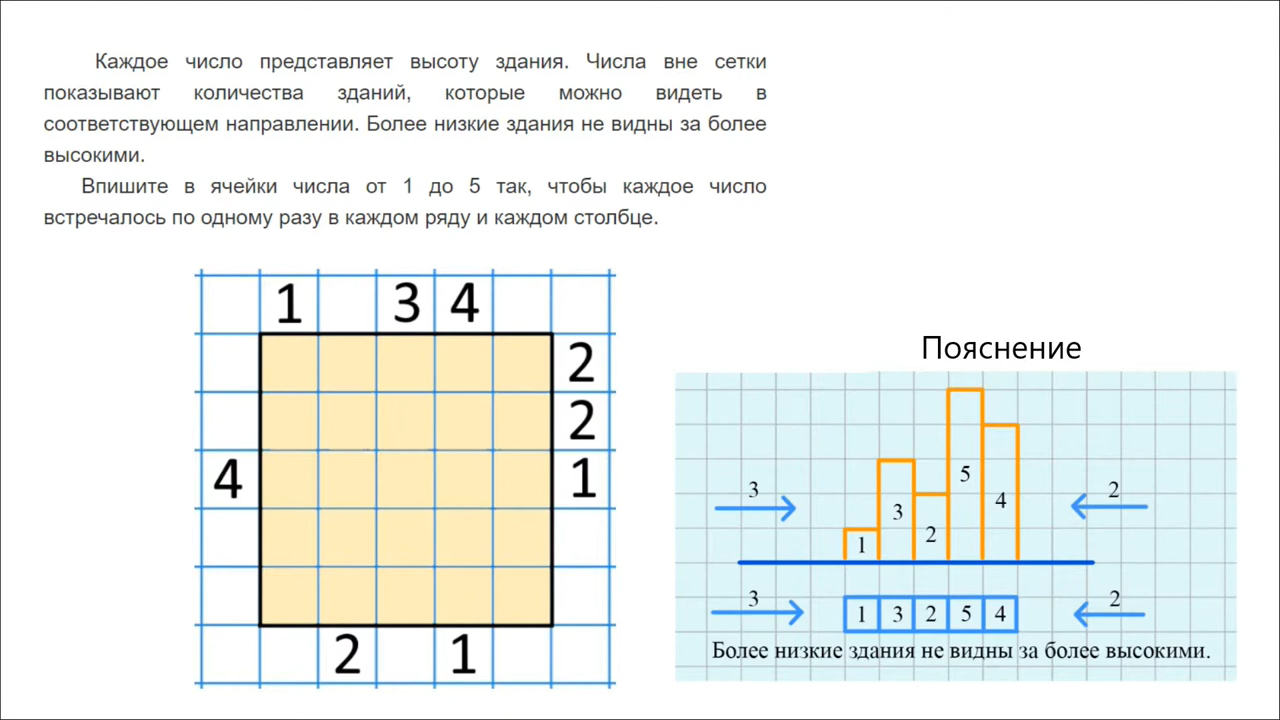 Каждое число представляет высоту здания. Числа вне сетки
показывают количества зданий, которые можно видеть в
соответствующем направлении. Более низкие здания не видны за более
высокими.
Впишите в ячейки числа от 1 до 5 так, чтобы каждое число
встречалось по одному разу в каждом ряду и каждом столбце.
1 3 4
2
2
4 1
2 1
Пояснение
3 1 3 2 5 4 2
3 1 3 2 5 4 2
Более низкие здания не видны за более высокими.